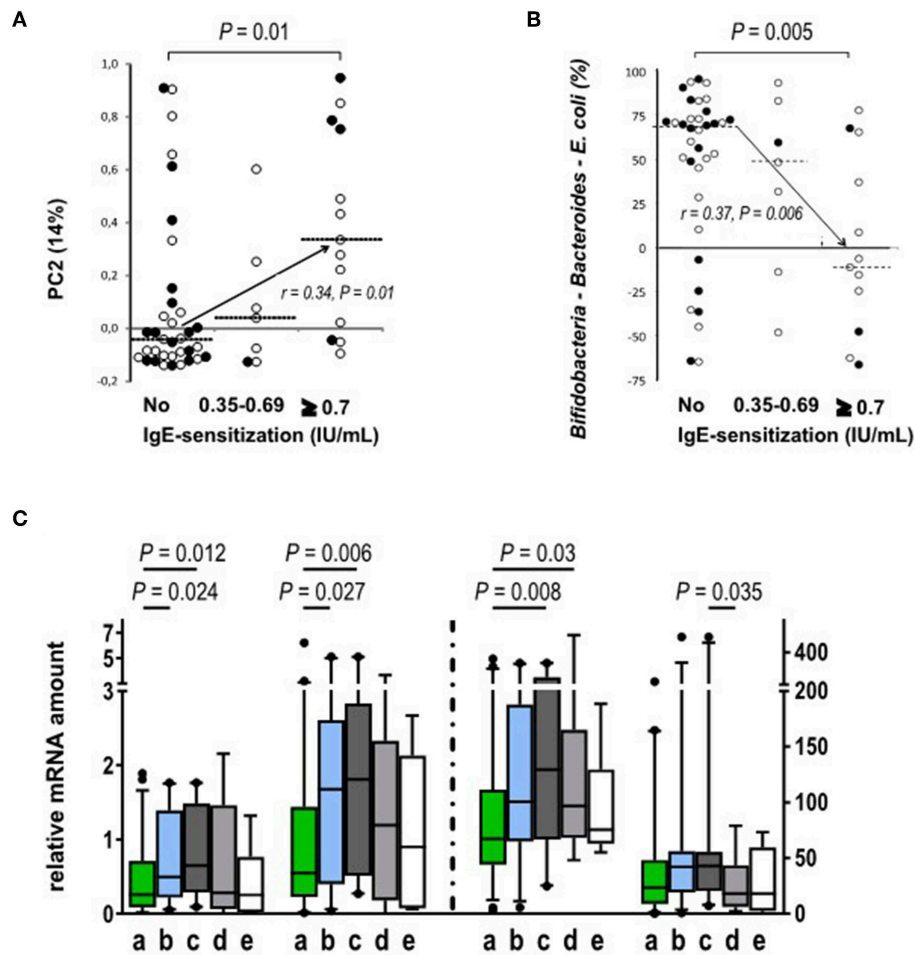 A
P = 0.01
1,0
0,8
0,6
0,4
0,2
0,0
-0,2
PC2 (14%)
r = 0.34, P = 0.01
No 0.35-0.69 ≥ 0.7
IgE-sensitization (IU/mL)
B
P = 0.005
100
75
50
25
0
-25
-50
-75
Bifidobacteria - Bacteroides - E. coli (%)
r = 0.37, P = 0.006
No 0.35-0.69 ≥ 0.7
IgE-sensitization (IU/mL)
C
P = 0.012 P = 0.006 P = 0.03
P = 0.024 P = 0.027 P = 0.008 P = 0.035
relative mRNA amount
7
5
3
2
1
0
400
200
150
100
50
0
a b c d e a b c d e a b c d e a b c d e